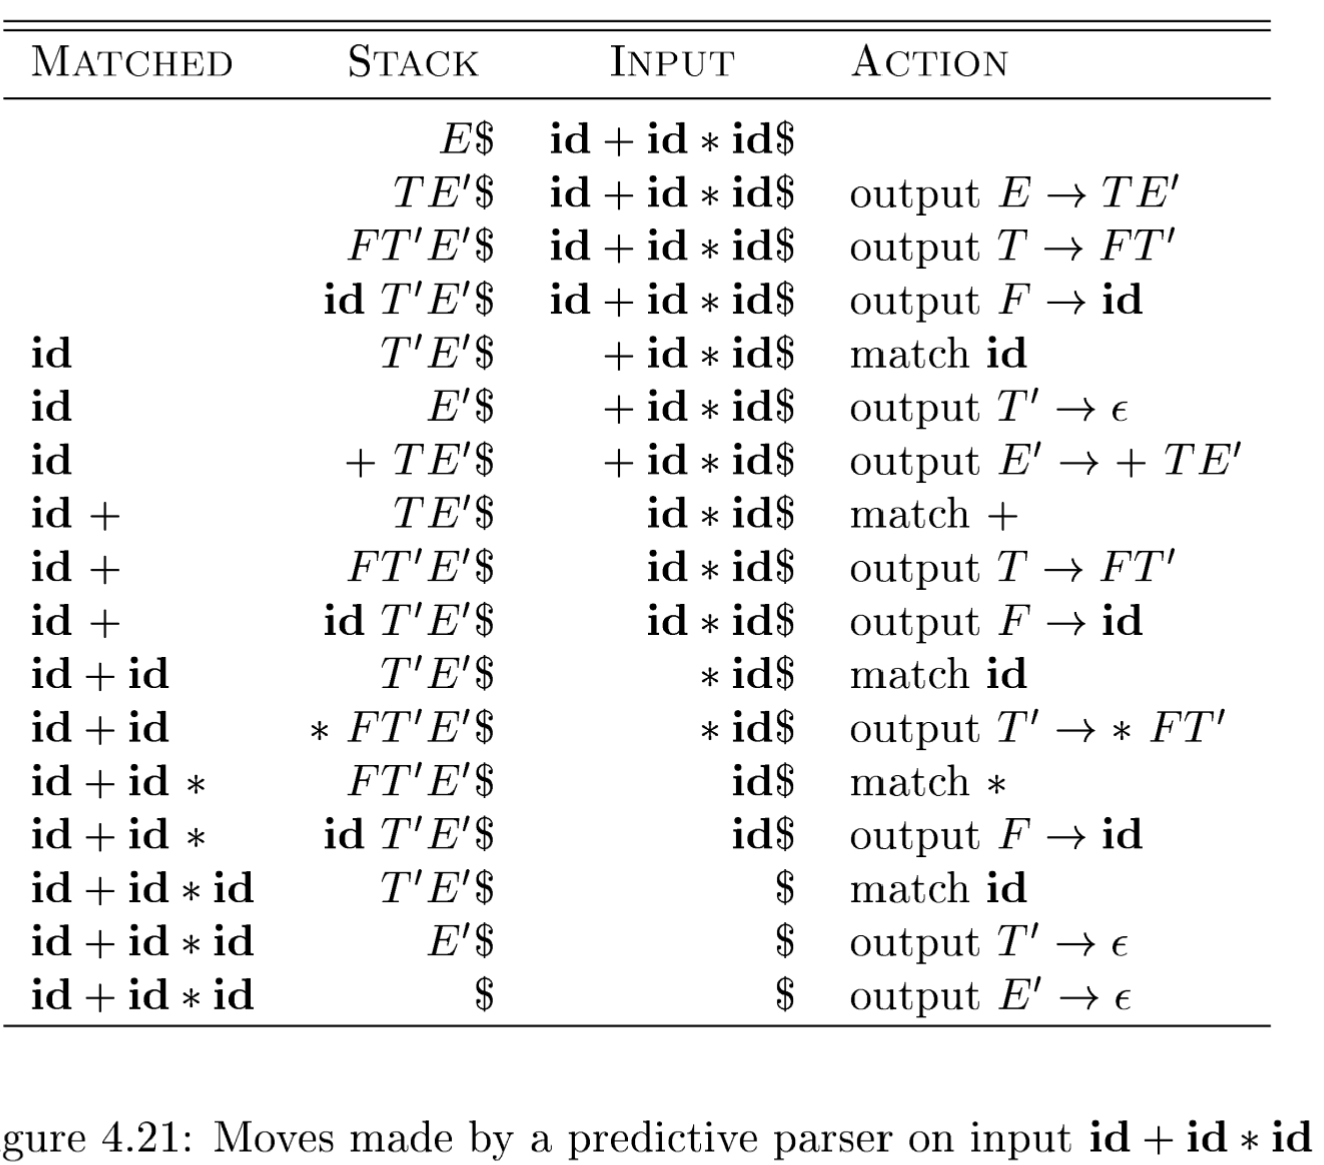 MATCHED STACK INPUT ACTION
E$ id + id ∗ id$
TE′$ id + id ∗ id$ output E → TE′
FT′E′$ id + id ∗ id$ output T → FT′
id T′E′$ id + id ∗ id$ output F → id
id T′E′$ + id ∗ id$ match id
id E′$ + id ∗ id$ output T′ → ϵ
id + TE′$ + id ∗ id$ output E′ → + TE′
id + TE′$ id ∗ id$ match +
id + FT′E′$ id ∗ id$ output T → FT′
id + id T′E′$ id ∗ id$ output F → id
id + id T′E′$ ∗ id$ match id
id + id ∗ FT′E′$ ∗ id$ output T′ → ∗ FT′
id + id ∗ FT′E′$ id$ match ∗
id + id ∗ id T′E′$ id$ output F → id
id + id ∗ id T′E′$ $ match id
id + id ∗ id E′$ $ output T′ → ϵ
id + id ∗ id $ $ output E′ → ϵ
gure 4.21: Moves made by a predictive parser on input id + id ∗ id